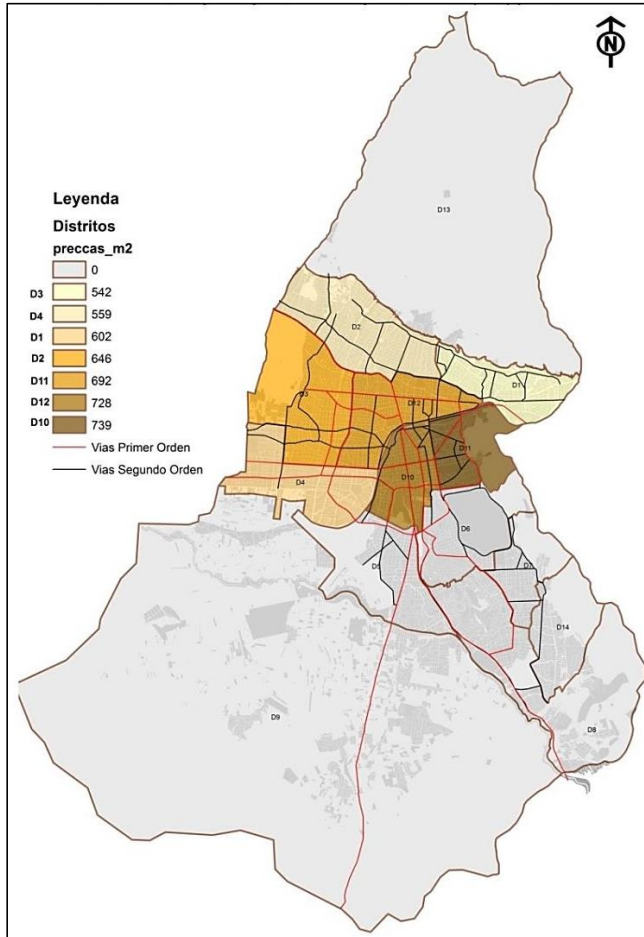 N
Leyenda
Distritos
preccas_m2
0
D3 542
D4 559
D1 602
D2 646
D11 692
D12 728
D10 739
Vias Primer Orden
Vias Segundo Orden
D13
D2
D1
D3
D12
D11
D4
D10
D6
D5
D7
D14
D9
D8